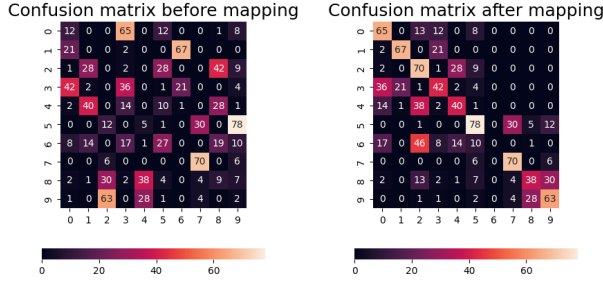 Confusion matrix before mapping
0 12 0 0 65 0 12 0 0 1 8
1 21 0 0 2 0 0 67 0 0 0
2 1 28 0 2 0 28 0 0 42 9
3 42 2 0 36 0 1 21 0 0 4
4 2 40 0 14 0 10 1 0 28 1
5 0 0 12 0 5 1 0 30 0 78
6 8 14 0 17 1 27 0 0 19 10
7 0 0 6 0 0 0 0 70 0 6
8 2 1 30 0 38 4 0 4 9 7
9 0 0 63 0 28 0 0 4 0 1
0 1 2 3 4 5 6 7 8 9
0 20 40 60
Confusion matrix after mapping
0 65 0 13 12 0 8 0 0 0 0
1 2 67 0 21 0 0 0 0 0 0
2 2 0 70 1 28 9 0 0 0 0
3 36 21 1 42 2 4 0 0 0 0
4 14 1 38 2 40 1 0 0 0 0
5 0 0 1 0 0 78 0 30 5 12
6 17 0 46 8 14 10 0 0 1 0
7 0 0 0 0 0 6 0 70 0 6
8 0 0 13 2 1 7 0 4 38 30
9 0 0 0 0 0 1 0 4 28 63
0 1 2 3 4 5 6 7 8 9
0 20 40 60